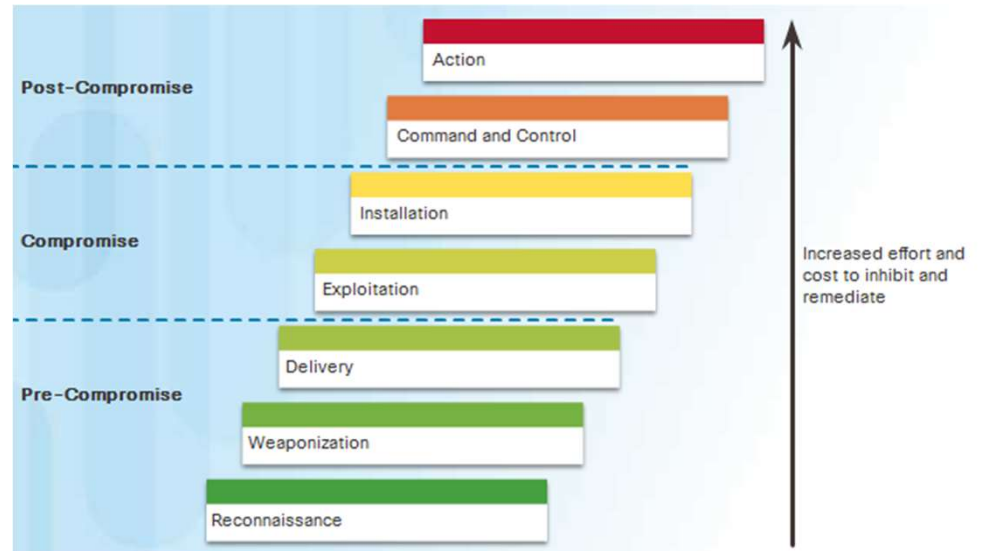 Action
Post-Compromise
Command and Control
Installation
Compromise
Increased effort and
cost to inhibit and
remediate
Exploitation
Delivery
Pre-Compromise
Weaponization
Reconnaissance